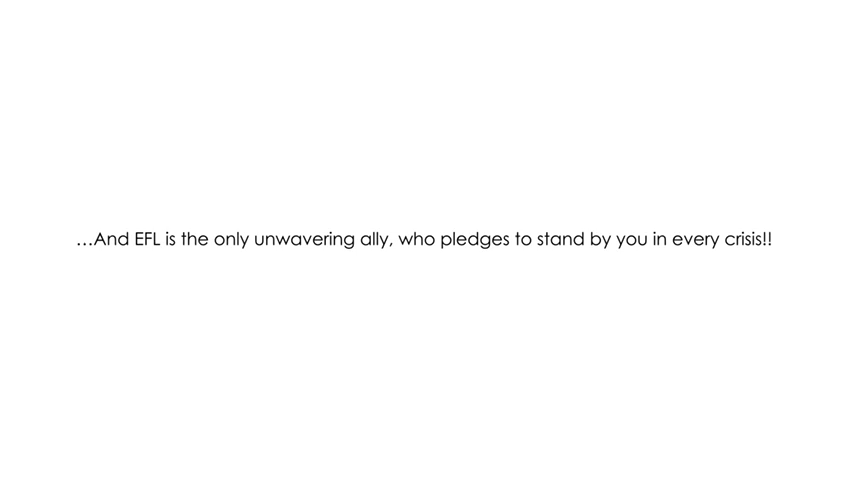 …And EFL is the only unwavering ally, who pledges to stand by you in every crisis!!